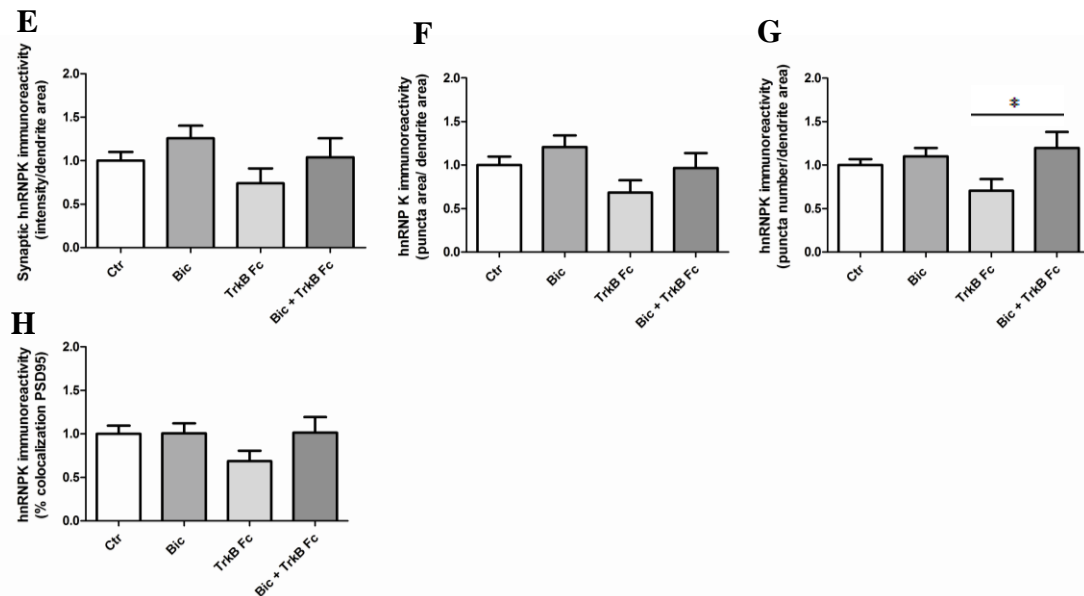 E
Synaptic hnRNPK immunoreactivity
(intensity/dendrite area)
2.0
1.5
1.0
0.5
0.0
Ctr
Bic
TrkB Fc
Bic + TrkB Fc
F
hnRNP K immunoreactivity
(puncta area/ dendrite area)
2.0
1.5
1.0
0.5
0.0
Ctr
Bic
TrkB Fc
Bic + TrkB Fc
G
hnRNPK immunoreactivity
(puncta number/dendrite area)
2.0
1.5
1.0
0.5
0.0
*
Ctr
Bic
TrkB Fc
Bic + TrkB Fc
H
hnRNPK immunoreactivity
(% colocalization PSD95)
2.0
1.5
1.0
0.5
0.0
Ctr
Bic
TrkB Fc
Bic + TrkB Fc